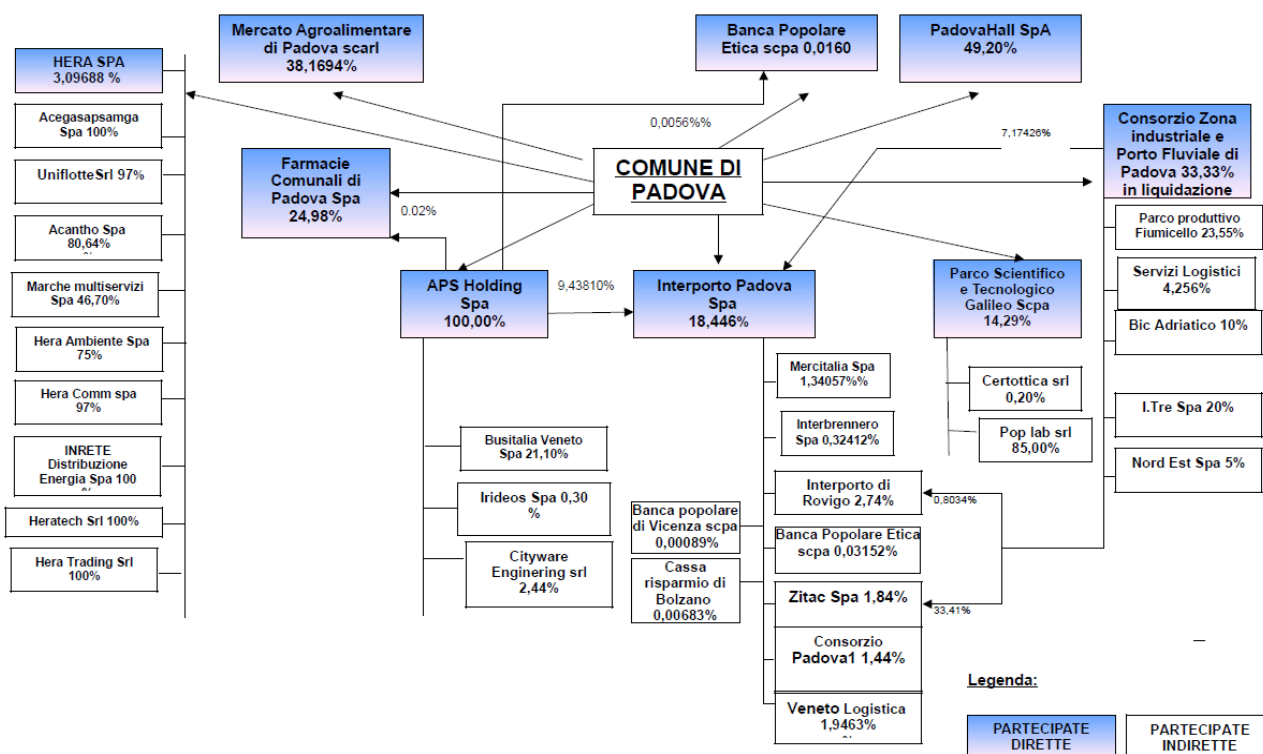 Mercato Agroalimentare
di Padova scarl
38,1694%
Banca Popolare
Etica scpa 0,0160
PadovaHall SpA
49,20%
HERA SPA
3,09688 %
Acegasapsamga
Spa 100%
UniflotteSrl 97%
Acantho Spa
80,64
%
Marche multiservizi
Spa 46,70%
Hera Ambiente Spa
75%
Hera Comm spa
97%
INRETE
Distribuzione
Energia Spa 100
%
Heratech Srl 100%
Hera Trading Srl
100%
0,0056%%
7,17426%
Consorzio Zona
industriale e
Porto Fluviale di
Padova 33,33%
in liquidazione
Farmacie
Comunali di
Padova Spa
24,98%
COMUNE DI
PADOVA
0.02%
APS Holding
Spa
100,00%
9,43810%
Interporto Padova
Spa
18,446%
Parco Scientifico
e Tecnologico
Galileo Scpa
14,29%
Parco produttivo
Fiumicello 23,55%
Servizi Logistici
4,256%
Bic Adriatico 10%
I.Tre Spa 20%
Nord Est Spa 5%
Certottica srl
0,20%
Pop lab srl
85,00%
Busitalia Veneto
Spa 21,10%
Irideos Spa 0,30
%
Cityware
Enginering srl
2,44%
Mercitalia Spa
1,34057%%
Interbrennero
Spa 0,32412%
Interporto di
Rovigo 2,74%
0,8034%
Banca popolare
di Vicenza scpa
0,00089%
Banca Popolare Etica
scpa 0,03152%
Cassa
risparmio di
Bolzano
0,00683%
Zitac Spa 1,84%
33,41%
Consorzio
Padova1 1,44%
Veneto Logistica
1,9463%
%
Legenda:
PARTECIPATE
DIRETTE
PARTECIPATE
INDIRETTE